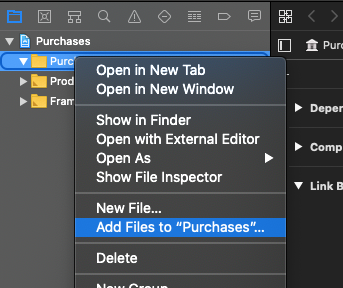 Purchases
Open in New Tab
Open in New Window
Show in Finder
Open with External Editor
Open As
Show File Inspector
New File...
Add Files to “Purchases”...
Delete
New Group
Purc
Prod
Fram
Pur
Depe
Comp
Link B